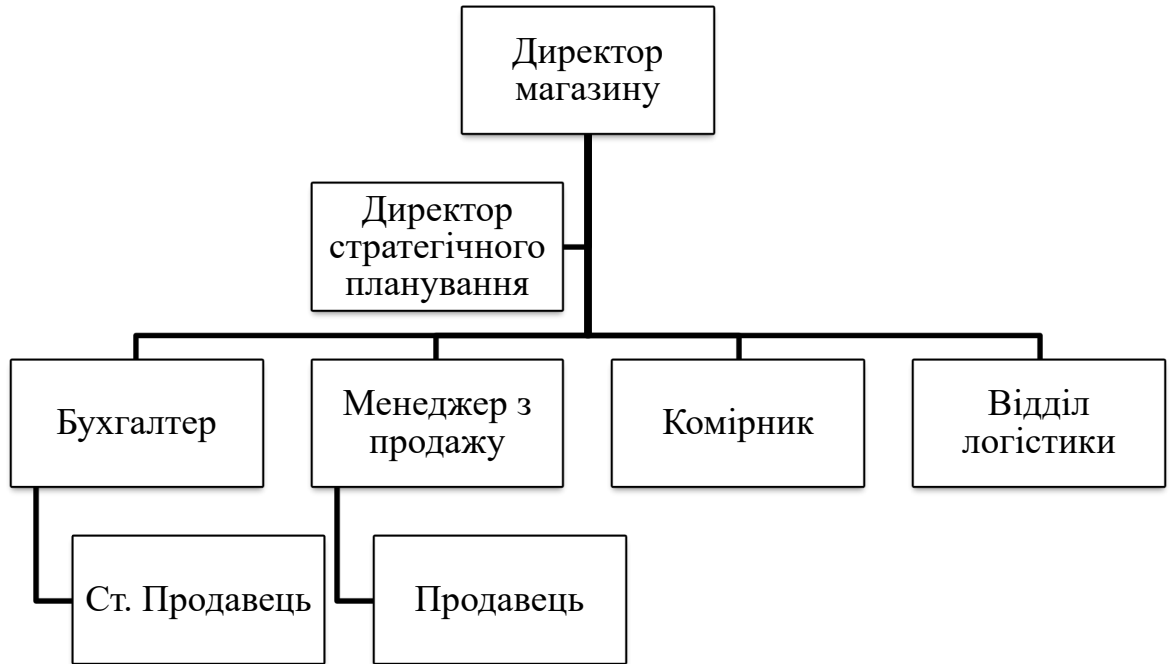 Директор
магазину
Директор
стратегічного
планування
Бухгалтер
Менеджер з
продажу
Комірник
Відділ
логістики
Ст. Продавець
Продавець